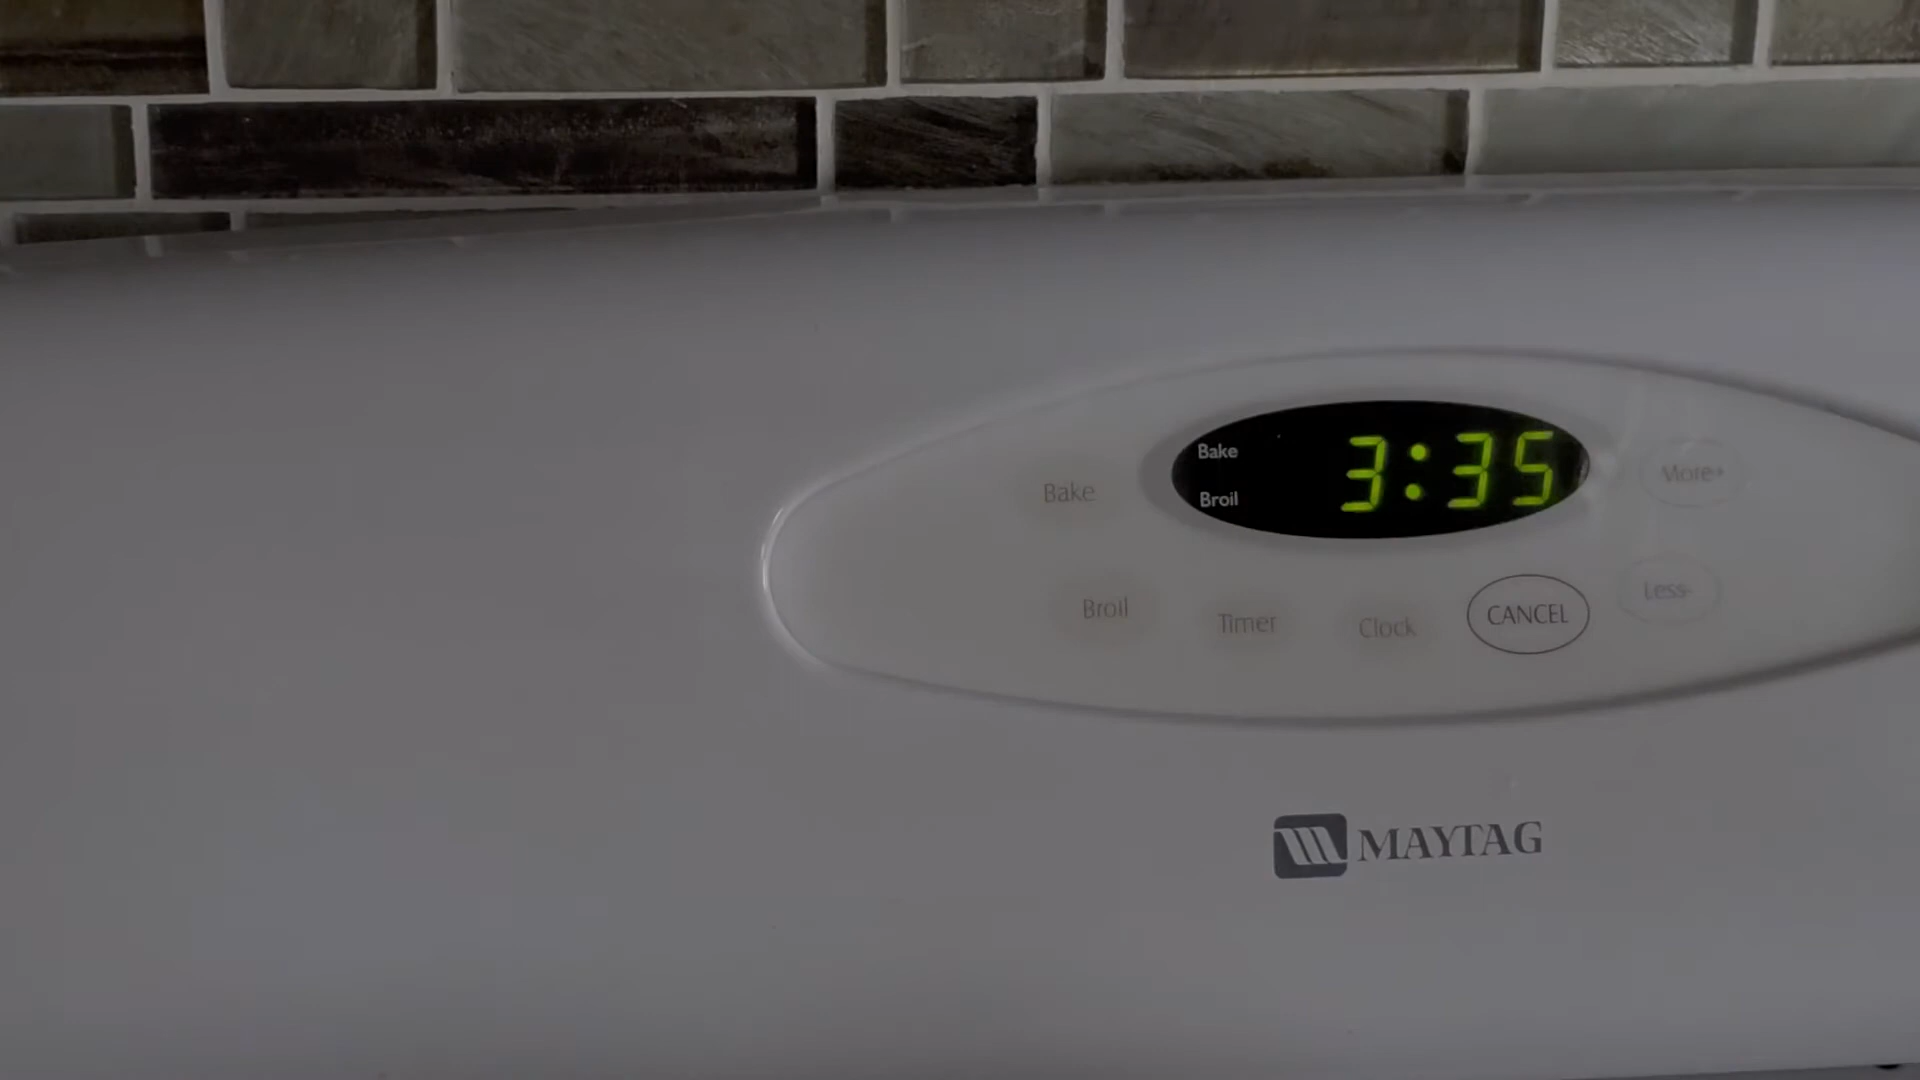 Bake
Broil
3:35
Bake
More+
Broil
Timer
Clock
CANCEL
Less-
MAYTAG